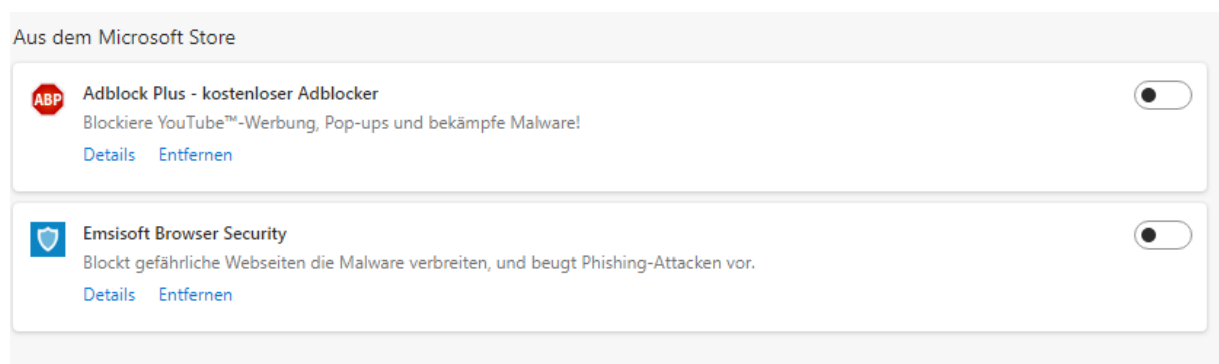 Aus dem Microsoft Store
ABP
Adblock Plus - kostenloser Adblocker
Blockiere YouTube™-Werbung, Pop-ups und bekämpfe Malware!
Details Entfernen
Emsisoft Browser Security
Blockt gefährliche Webseiten die Malware verbreiten, und beugt Phishing-Attacken vor.
Details Entfernen